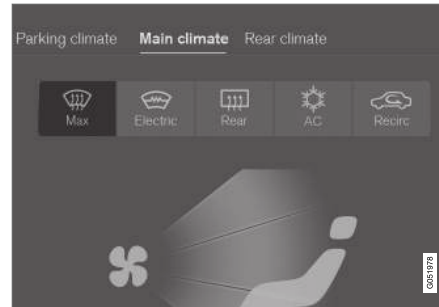 Parking climate Main climate Rear climate
Max Electric Rear AC Recirc
G051978